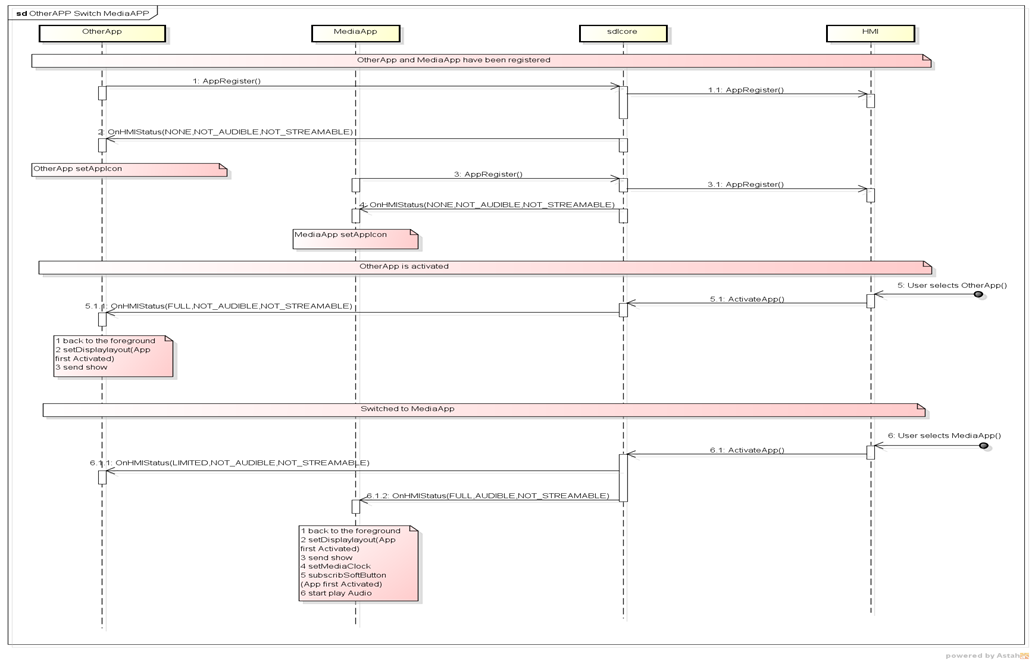 sd OtherAPP Switch MediaAPP
OtherApp
MediaApp
sdlcore
HMI
OtherApp and MediaApp have been registered
1: AppRegister()
1.1: AppRegister()
2: OnHMIStatus(NONE,NOT_AUDIBLE,NOT_STREAMABLE)
OtherApp setAppIcon
3: AppRegister()
3.1: AppRegister()
4: OnHMIStatus(NONE,NOT_AUDIBLE,NOT_STREAMABLE)
MediaApp setAppIcon
OtherApp is activated
5: User selects OtherApp()
5.1: ActivateApp()
5.1.1: OnHMIStatus(FULL,NOT_AUDIBLE,NOT_STREAMABLE)
1 back to the foreground
2 setDisplaylayout(App
first Activated)
3 send show
Switched to MediaApp
6: User selects MediaApp()
6.1: ActivateApp()
6.1.1: OnHMIStatus(LIMITED,NOT_AUDIBLE,NOT_STREAMABLE)
6.1.2: OnHMIStatus(FULL,AUDIBLE,NOT_STREAMABLE)
1 back to the foreground
2 setDisplaylayout(App
first Activated)
3 send show
4 setMediaClock
5 subscribSoftButton
(App first Activated)
6 start play Audio
powered by Astah